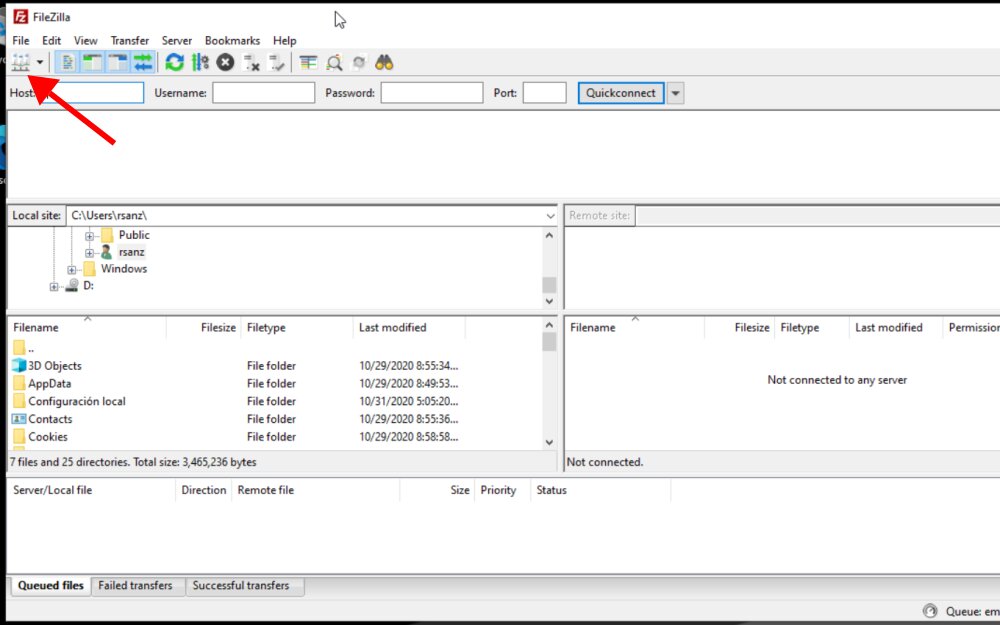 FileZilla
File Edit View Transfer Server Bookmarks Help
Host: Username: Password: Port: Quickconnect
Local site: C:\Users\rsanz\
Remote site:
Public
rsanz
Windows
D:
Filename Filesize Filetype Last modified
..
3D Objects File folder 10/29/2020 8:55:34...
AppData File folder 10/29/2020 8:49:53...
Configuración local File folder 10/31/2020 5:05:20...
Contacts File folder 10/29/2020 8:55:36...
Cookies File folder 10/29/2020 8:58:58...
7 files and 25 directories. Total size: 3,465,236 bytes
Filename Filesize Filetype Last modified Permission
Not connected to any server
Not connected.
Server/Local file Direction Remote file Size Priority Status
Queued files Failed transfers Successful transfers
Queue: em